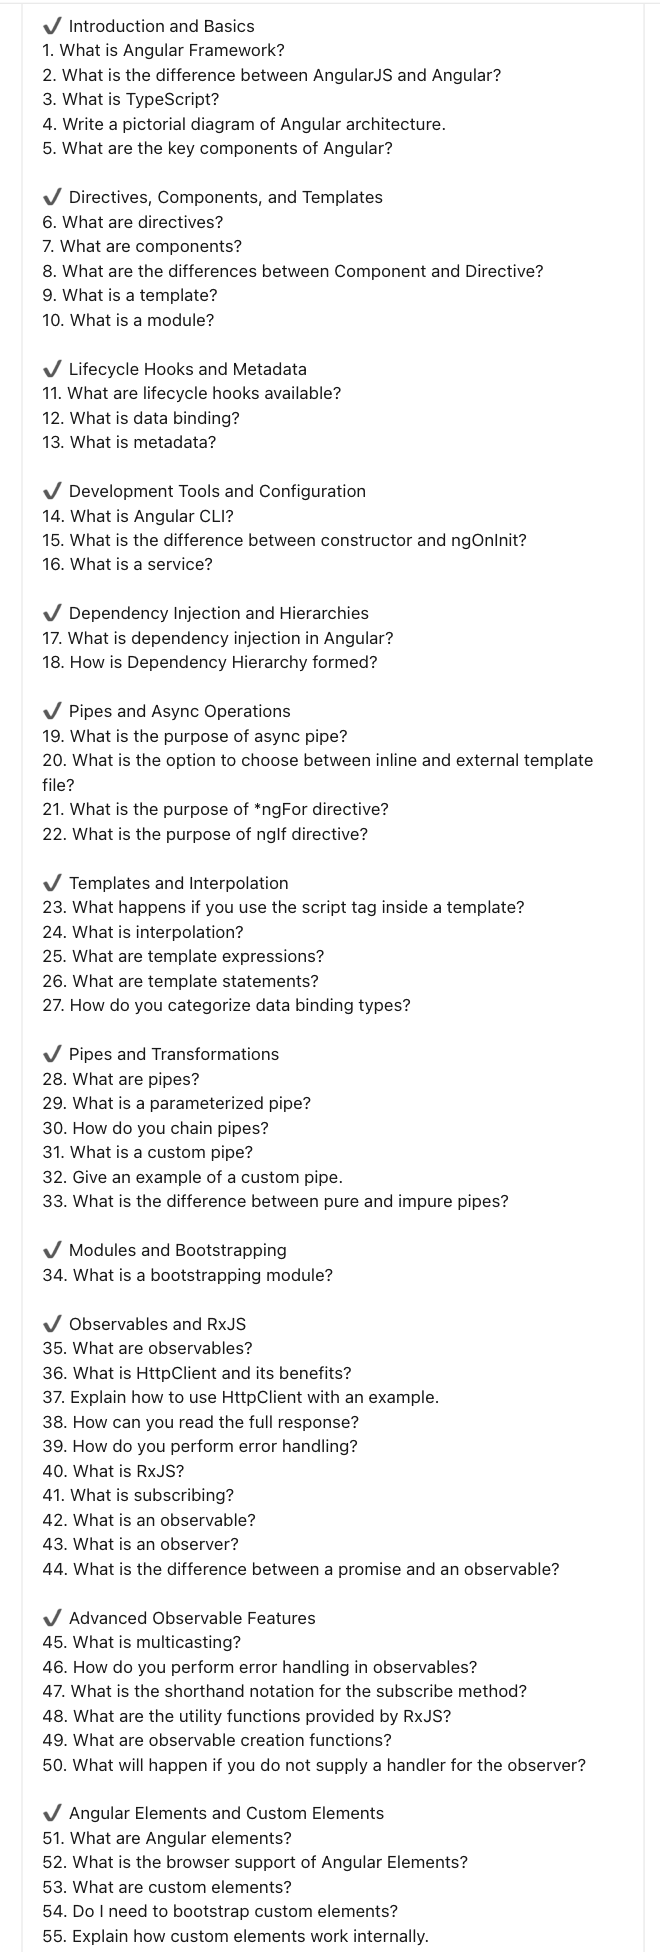 ✔ Introduction and Basics
1. What is Angular Framework?
2. What is the difference between AngularJS and Angular?
3. What is TypeScript?
4. Write a pictorial diagram of Angular architecture.
5. What are the key components of Angular?
✔ Directives, Components, and Templates
6. What are directives?
7. What are components?
8. What are the differences between Component and Directive?
9. What is a template?
10. What is a module?
✔ Lifecycle Hooks and Metadata
11. What are lifecycle hooks available?
12. What is data binding?
13. What is metadata?
✔ Development Tools and Configuration
14. What is Angular CLI?
15. What is the difference between constructor and ngOnInit?
16. What is a service?
✔ Dependency Injection and Hierarchies
17. What is dependency injection in Angular?
18. How is Dependency Hierarchy formed?
✔ Pipes and Async Operations
19. What is the purpose of async pipe?
20. What is the option to choose between inline and external template
file?
21. What is the purpose of *ngFor directive?
22. What is the purpose of ngIf directive?
✔ Templates and Interpolation
23. What happens if you use the script tag inside a template?
24. What is interpolation?
25. What are template expressions?
26. What are template statements?
27. How do you categorize data binding types?
✔ Pipes and Transformations
28. What are pipes?
29. What is a parameterized pipe?
30. How do you chain pipes?
31. What is a custom pipe?
32. Give an example of a custom pipe.
33. What is the difference between pure and impure pipes?
✔ Modules and Bootstrapping
34. What is a bootstrapping module?
✔ Observables and RxJS
35. What are observables?
36. What is HttpClient and its benefits?
37. Explain how to use HttpClient with an example.
38. How can you read the full response?
39. How do you perform error handling?
40. What is RxJS?
41. What is subscribing?
42. What is an observable?
43. What is an observer?
44. What is the difference between a promise and an observable?
✔ Advanced Observable Features
45. What is multicasting?
46. How do you perform error handling in observables?
47. What is the shorthand notation for the subscribe method?
48. What are the utility functions provided by RxJS?
49. What are observable creation functions?
50. What will happen if you do not supply a handler for the observer?
✔ Angular Elements and Custom Elements
51. What are Angular elements?
52. What is the browser support of Angular Elements?
53. What are custom elements?
54. Do I need to bootstrap custom elements?
55. Explain how custom elements work internally.